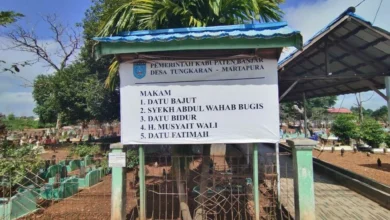 PEMERINTAH KABUPATEN BANJAR
DESA TUNGKARAN - MARTAPURA
MAKAM
1. DATU BAJUT
2. SYEKH ABDUL WAHAB BUGIS
3. DATU BIDUR
4. H. MUSYAIT WALI
5. DATU FATIMAH